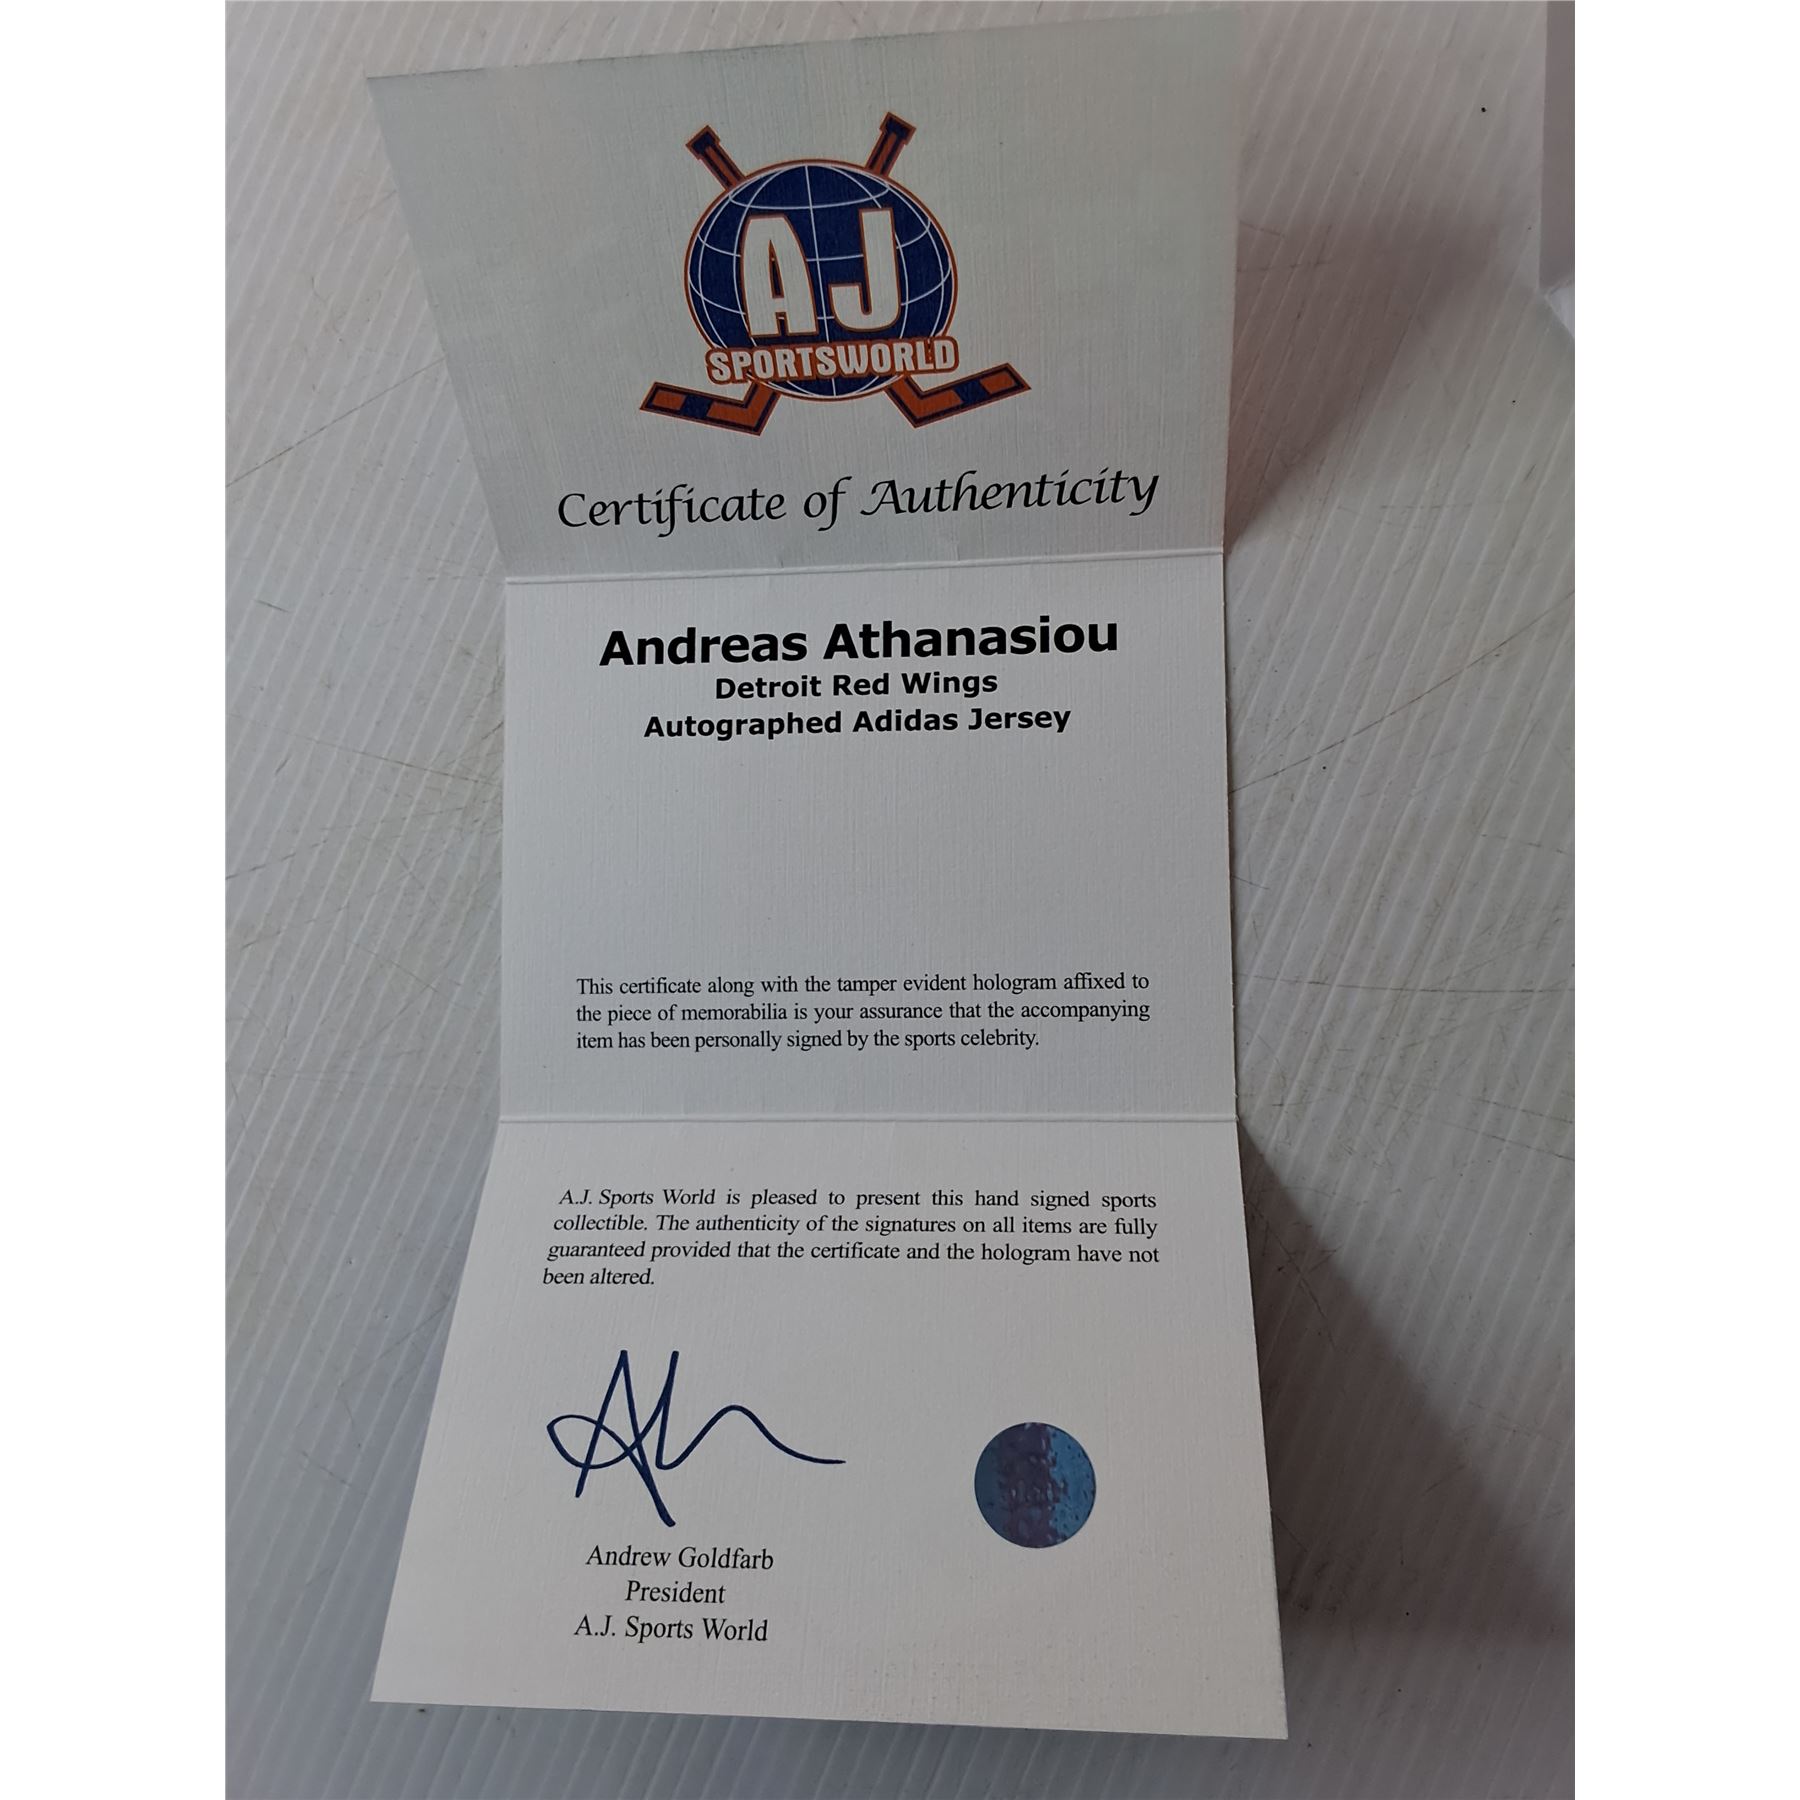 AJ
SPORTSWORLD
Certificate of Authenticity
Andreas Athanasiou
Detroit Red Wings
Autographed Adidas Jersey
This certificate along with the tamper evident hologram affixed to
the piece of memorabilia is your assurance that the accompanying
item has been personally signed by the sports celebrity.
A.J. Sports World is pleased to present this hand signed sports
collectible. The authenticity of the signatures on all items are fully
guaranteed provided that the certificate and the hologram have not
been altered.
Andrew Goldfarb
President
A.J. Sports World